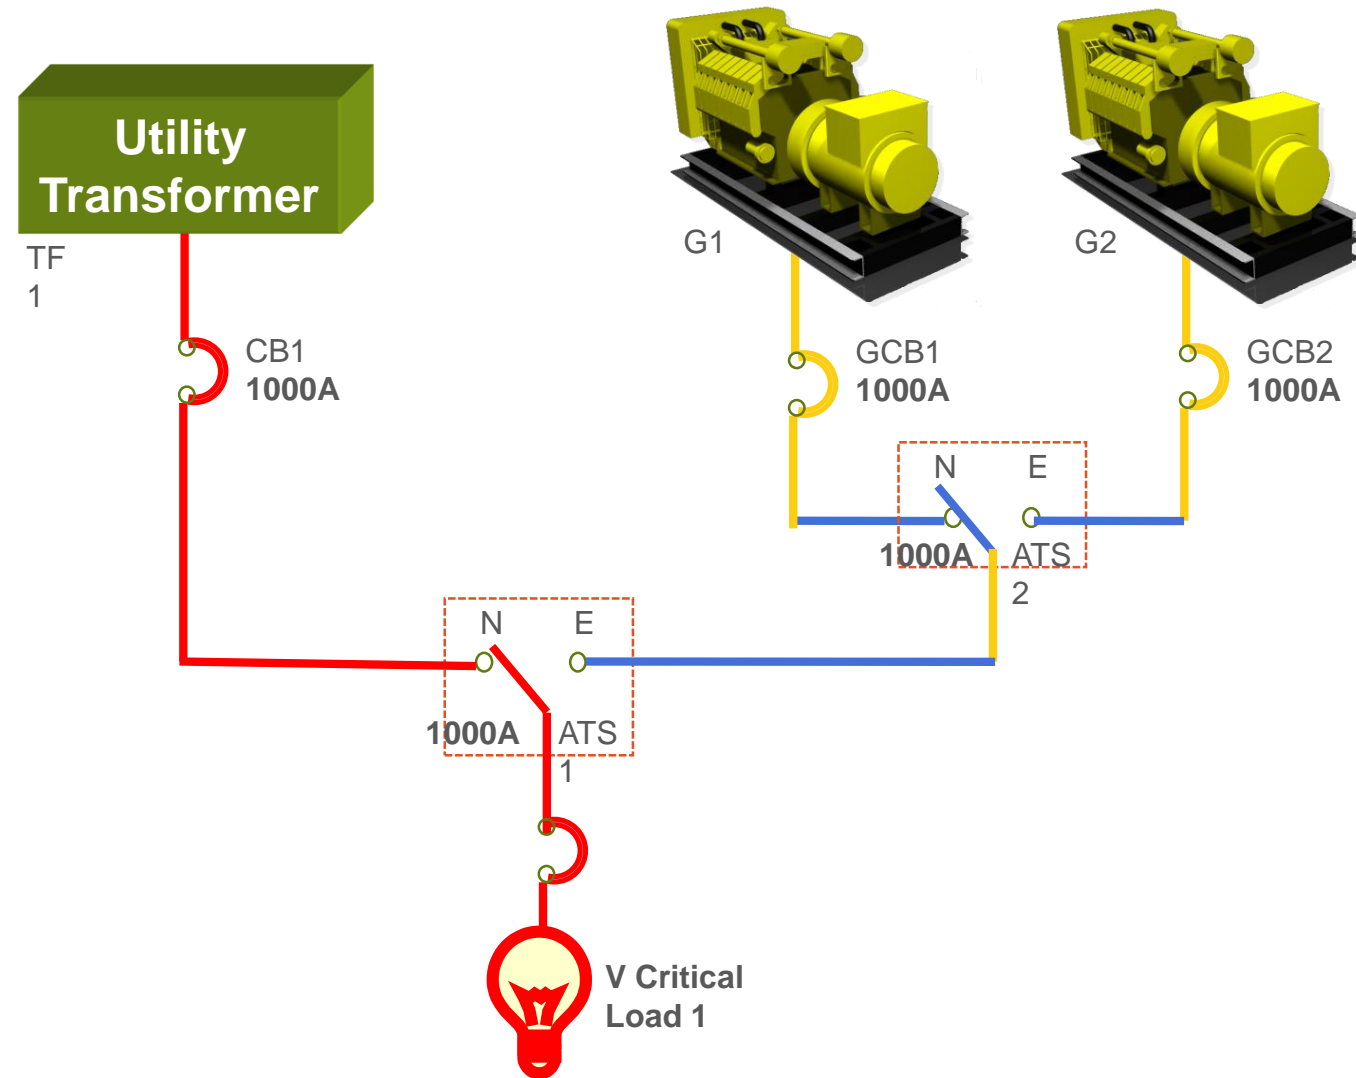 Utility
Transformer
TF
1
G1
G2
CB1
1000A
GCB1
1000A
GCB2
1000A
N
E
1000A
ATS
2
N
E
1000A
ATS
1
V Critical
Load 1